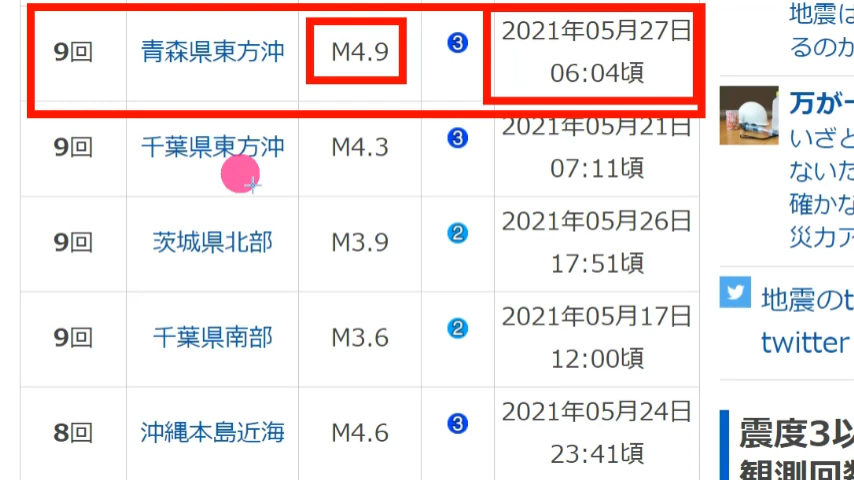 9回 青森県東方沖 M4.9 3 2021年05月27日
06:04頃
9回 千葉県東方沖 M4.3 3 2021年05月21日
07:11頃
9回 茨城県北部 M3.9 2 2021年05月26日
17:51頃
9回 千葉県南部 M3.6 2 2021年05月17日
12:00頃
8回 沖縄本島近海 M4.6 3 2021年05月24日
23:41頃
地震は
るのか
万が一
いざと
ないた
確かな
災力ア
地震のt
twitter
震度3以
観測回数